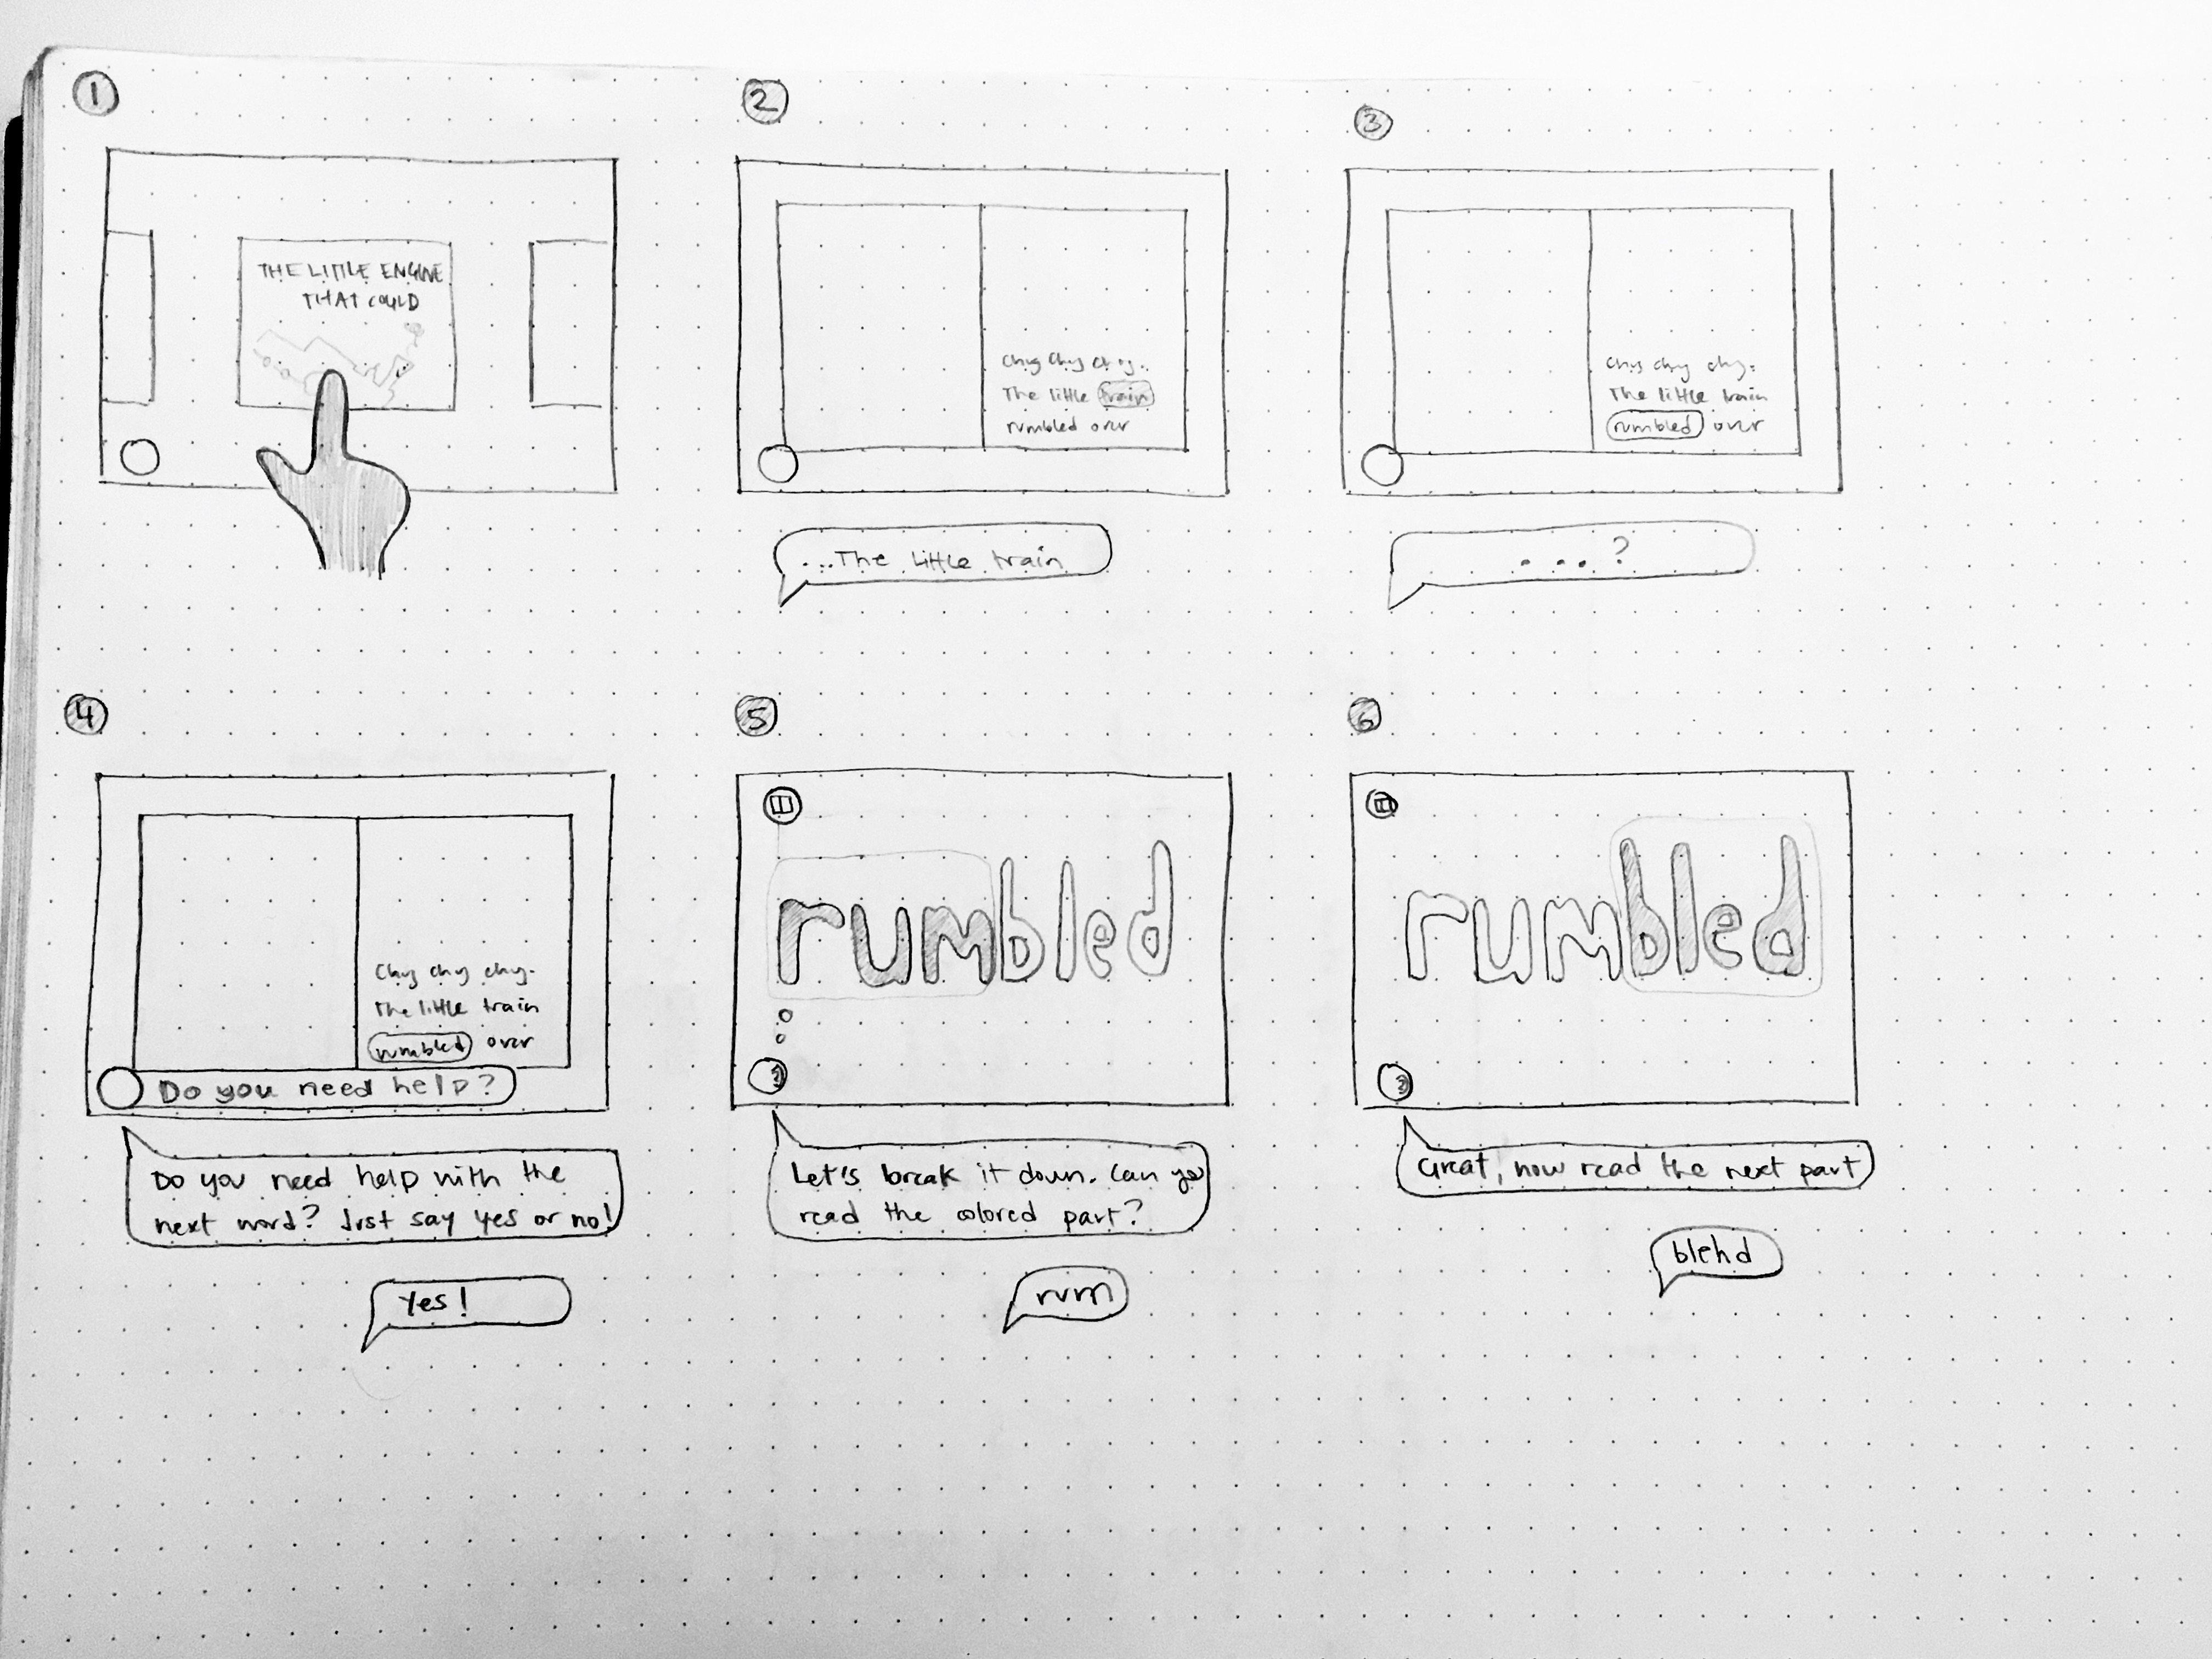 1
THE LITTLE ENGINE
THAT COULD
2
Chug Chug Chug.
The little train
rumbled over
...The Little train
3
Chug chug chug.
The little train
rumbled over
...?
4
Chug chug chug.
The little train
rumbled over
Do you need help?
Do you need help with the
next word? Just say yes or no!
Yes!
5
rumbled
Let's break it down. Can you
read the colored part?
rum
6
rumbled
Great, now read the next part
blehd